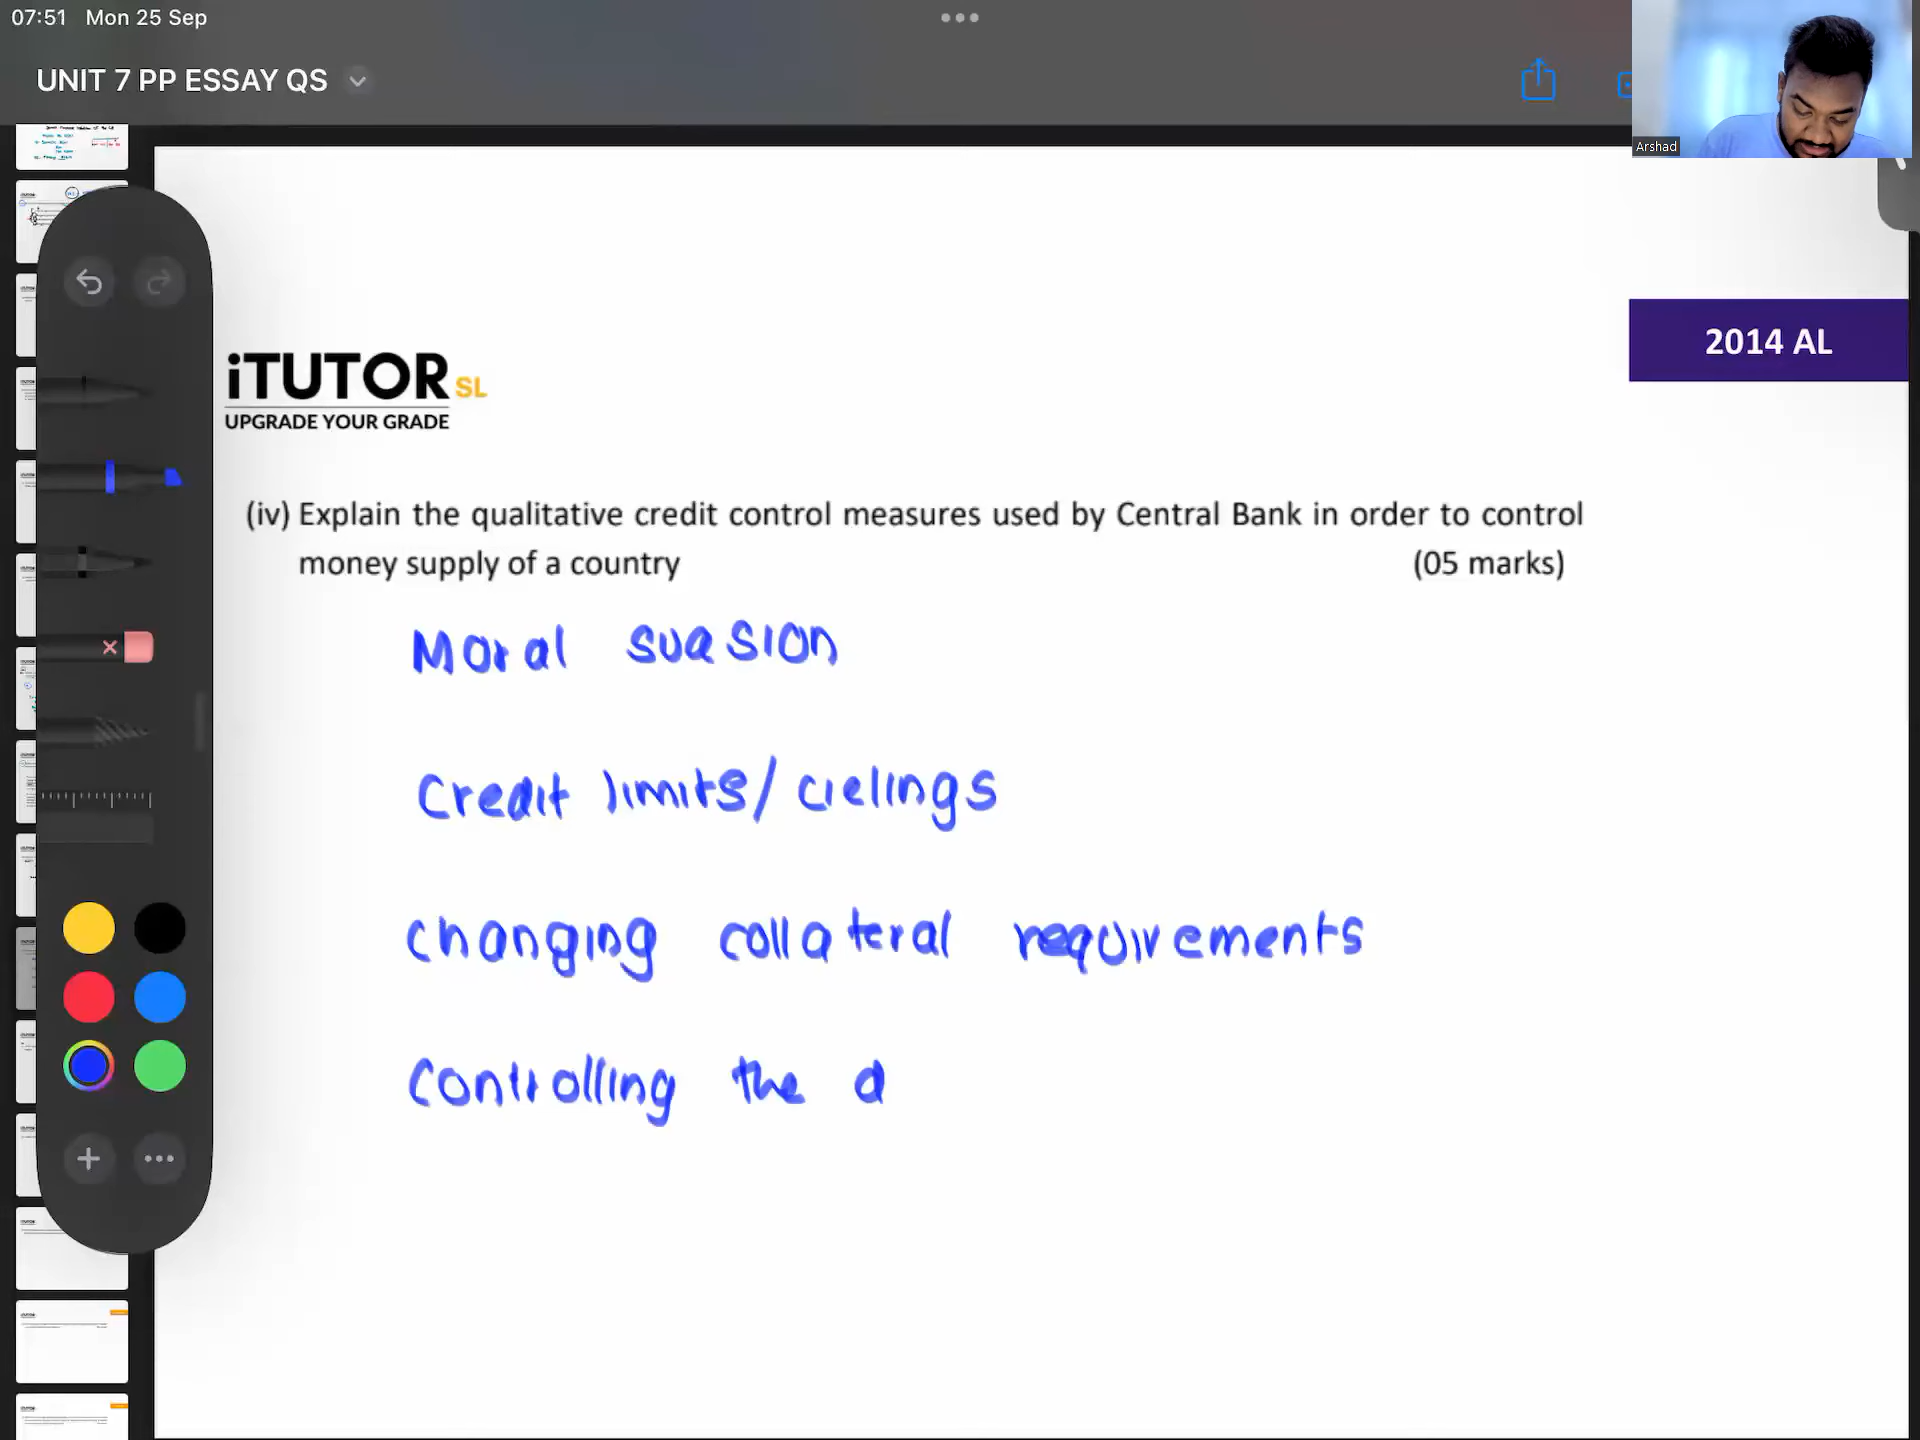 07:51 Mon 25 Sep
UNIT 7 PP ESSAY QS
Arshad
2014 AL
iTUTOR SL
UPGRADE YOUR GRADE
(iv) Explain the qualitative credit control measures used by Central Bank in order to control
money supply of a country (05 marks)
Moral suasion
Credit limits/cielings
changing collateral requirements
Controlling the d